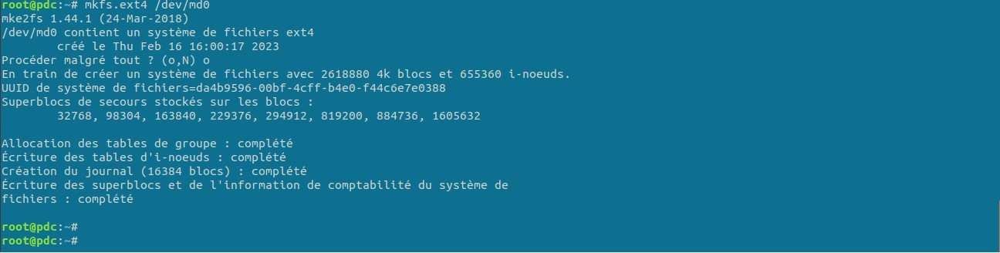 root@pdc:~# mkfs.ext4 /dev/md0
mke2fs 1.44.1 (24-Mar-2018)
/dev/md0 contient un système de fichiers ext4
        créé le Thu Feb 16 16:00:17 2023
Procéder malgré tout ? (o,N) o
En train de créer un système de fichiers avec 2618880 4k blocs et 655360 i-noeuds.
UUID de système de fichiers=da4b9596-00bf-4cff-b4e0-f44c6e7e0388
Superblocs de secours stockés sur les blocs :
        32768, 98304, 163840, 229376, 294912, 819200, 884736, 1605632

Allocation des tables de groupe : complété
Écriture des tables d'i-noeuds : complété
Création du journal (16384 blocs) : complété
Écriture des superblocs et de l'information de comptabilité du système de
fichiers : complété

root@pdc:~#
root@pdc:~#